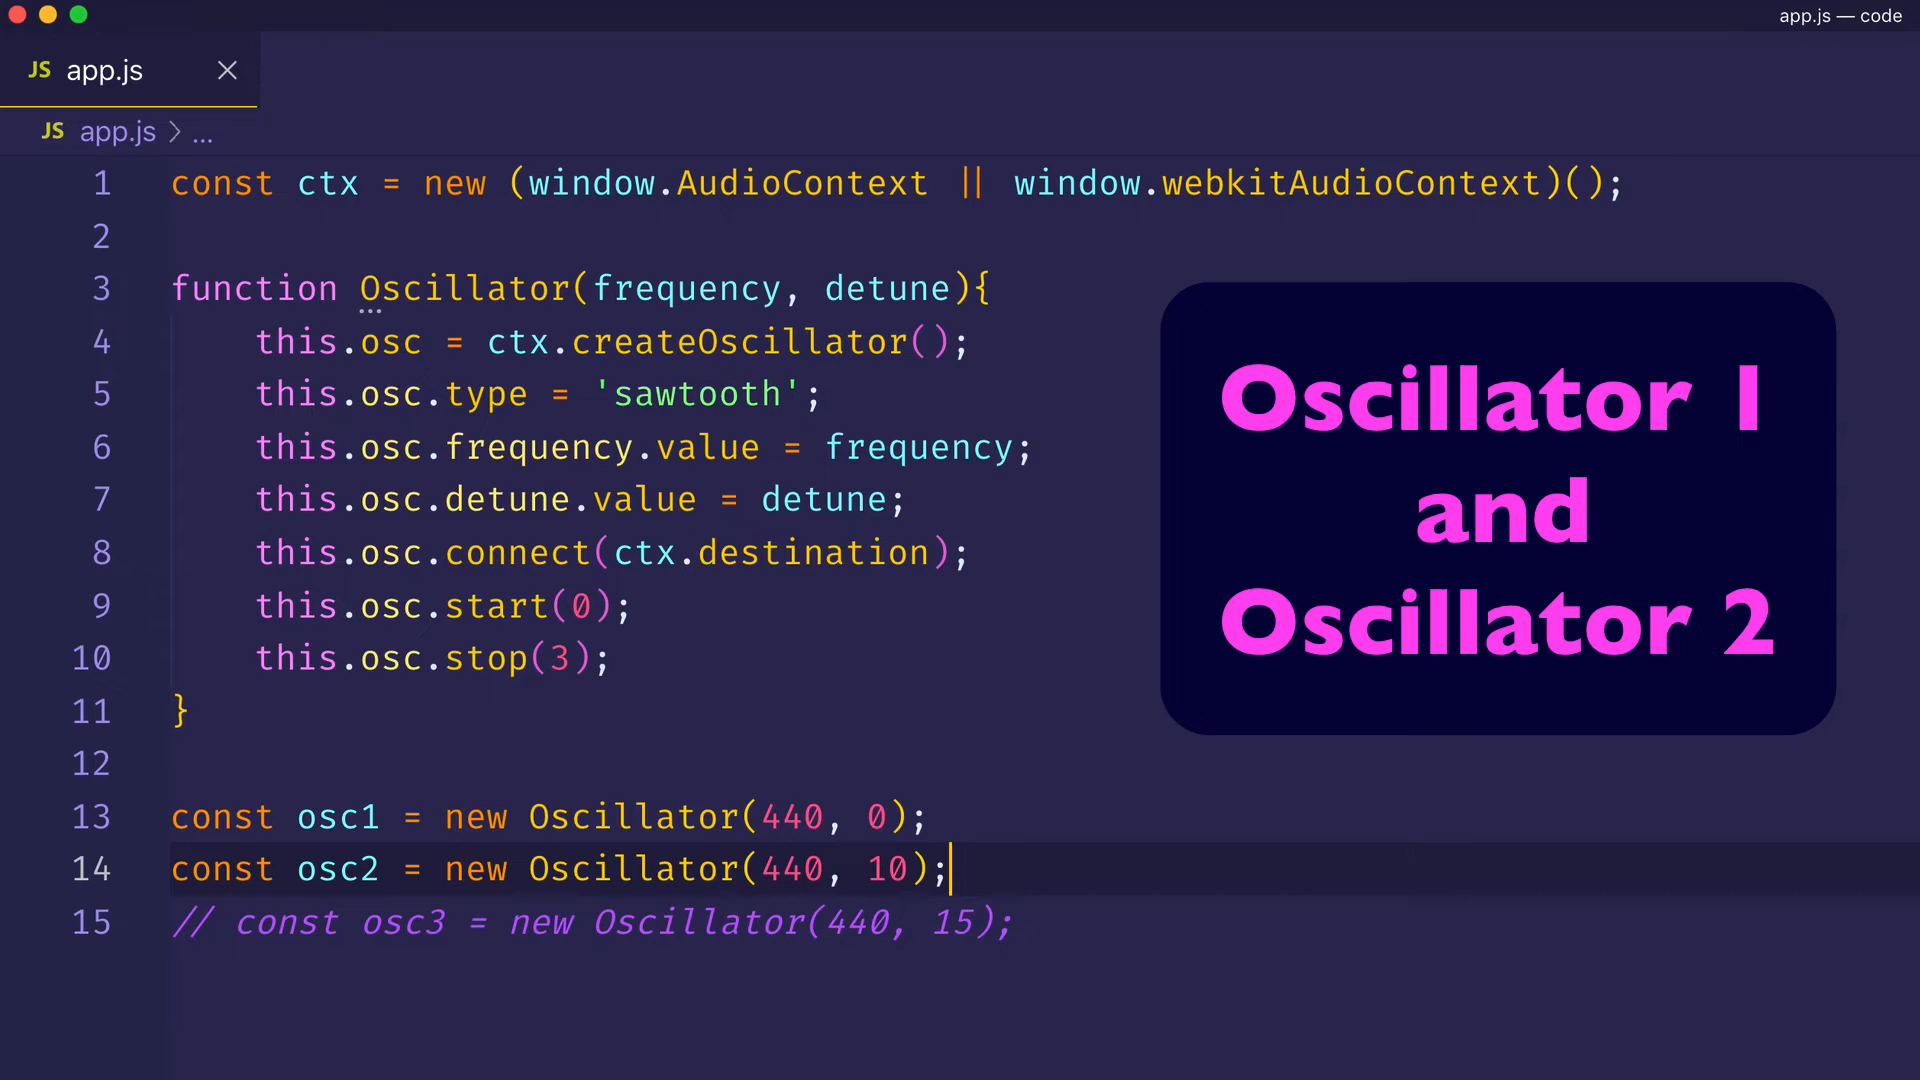 app.js — code
JS app.js
JS app.js > ...
1 const ctx = new (window.AudioContext || window.webkitAudioContext)();
2
3 function Oscillator(frequency, detune){
4 this.osc = ctx.createOscillator();
5 this.osc.type = 'sawtooth';
6 this.osc.frequency.value = frequency;
7 this.osc.detune.value = detune;
8 this.osc.connect(ctx.destination);
9 this.osc.start(0);
10 this.osc.stop(3);
11 }
12
13 const osc1 = new Oscillator(440, 0);
14 const osc2 = new Oscillator(440, 10);
15 // const osc3 = new Oscillator(440, 15);
Oscillator 1
and
Oscillator 2